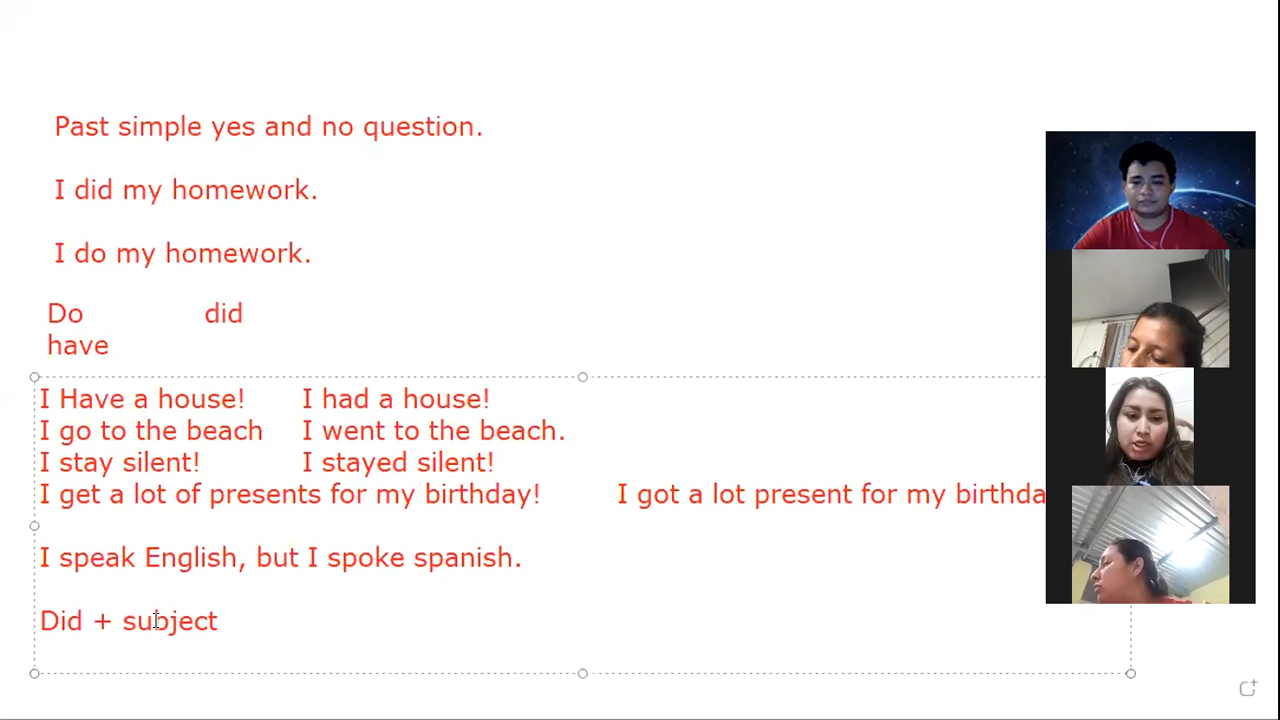 Past simple yes and no question.
I did my homework.
I do my homework.
Do did
have
I Have a house! I had a house!
I go to the beach I went to the beach.
I stay silent! I stayed silent!
I get a lot of presents for my birthday! I got a lot present for my birthda
I speak English, but I spoke spanish.
Did + subject